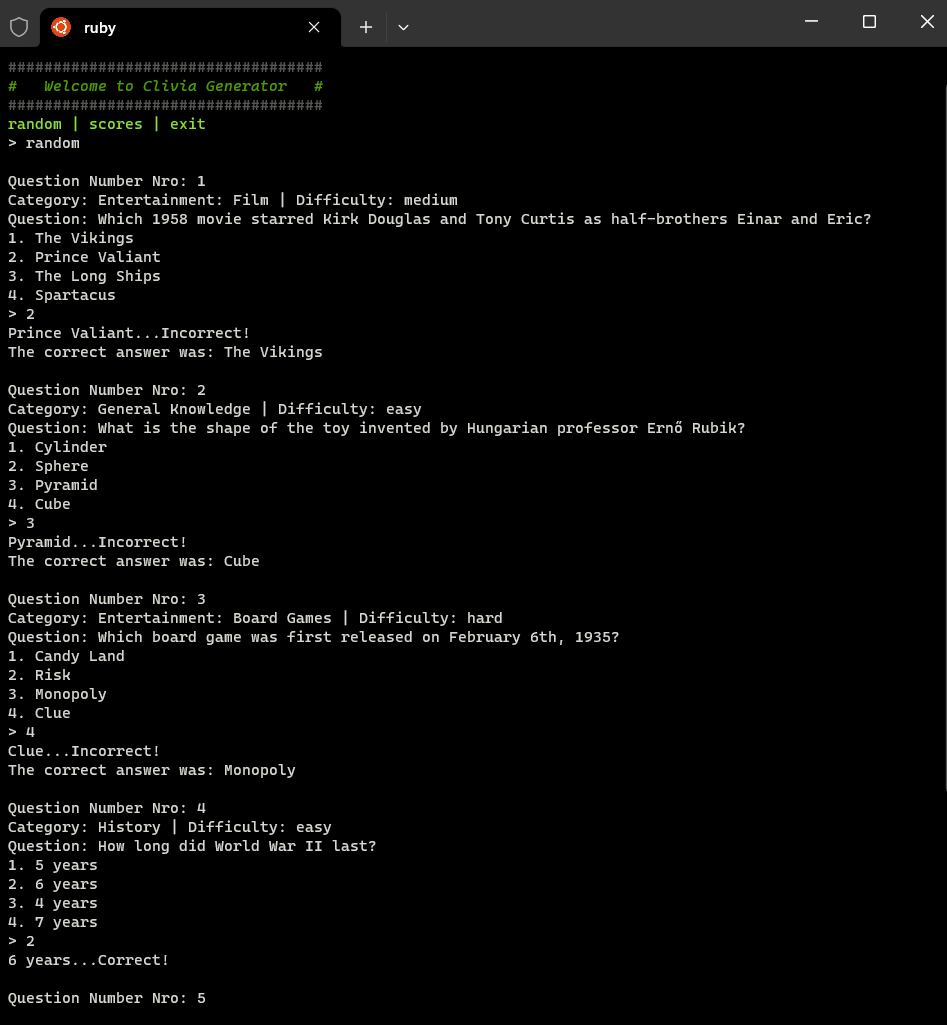 ruby
###################################
#   Welcome to Clivia Generator   #
###################################
random | scores | exit
> random
Question Number Nro: 1
Category: Entertainment: Film | Difficulty: medium
Question: Which 1958 movie starred Kirk Douglas and Tony Curtis as half-brothers Einar and Eric?
1. The Vikings
2. Prince Valiant
3. The Long Ships
4. Spartacus
> 2
Prince Valiant...Incorrect!
The correct answer was: The Vikings
Question Number Nro: 2
Category: General Knowledge | Difficulty: easy
Question: What is the shape of the toy invented by Hungarian professor Ernő Rubik?
1. Cylinder
2. Sphere
3. Pyramid
4. Cube
> 3
Pyramid...Incorrect!
The correct answer was: Cube
Question Number Nro: 3
Category: Entertainment: Board Games | Difficulty: hard
Question: Which board game was first released on February 6th, 1935?
1. Candy Land
2. Risk
3. Monopoly
4. Clue
> 4
Clue...Incorrect!
The correct answer was: Monopoly
Question Number Nro: 4
Category: History | Difficulty: easy
Question: How long did World War II last?
1. 5 years
2. 6 years
3. 4 years
4. 7 years
> 2
6 years...Correct!
Question Number Nro: 5